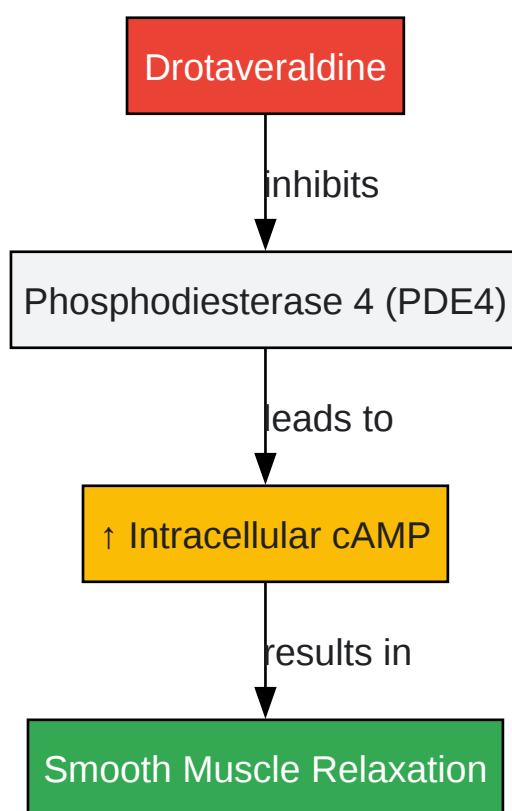 Drotaveraldine
inhibits
Phosphodiesterase 4 (PDE4)
leads to
↑ Intracellular cAMP
results in
Smooth Muscle Relaxation